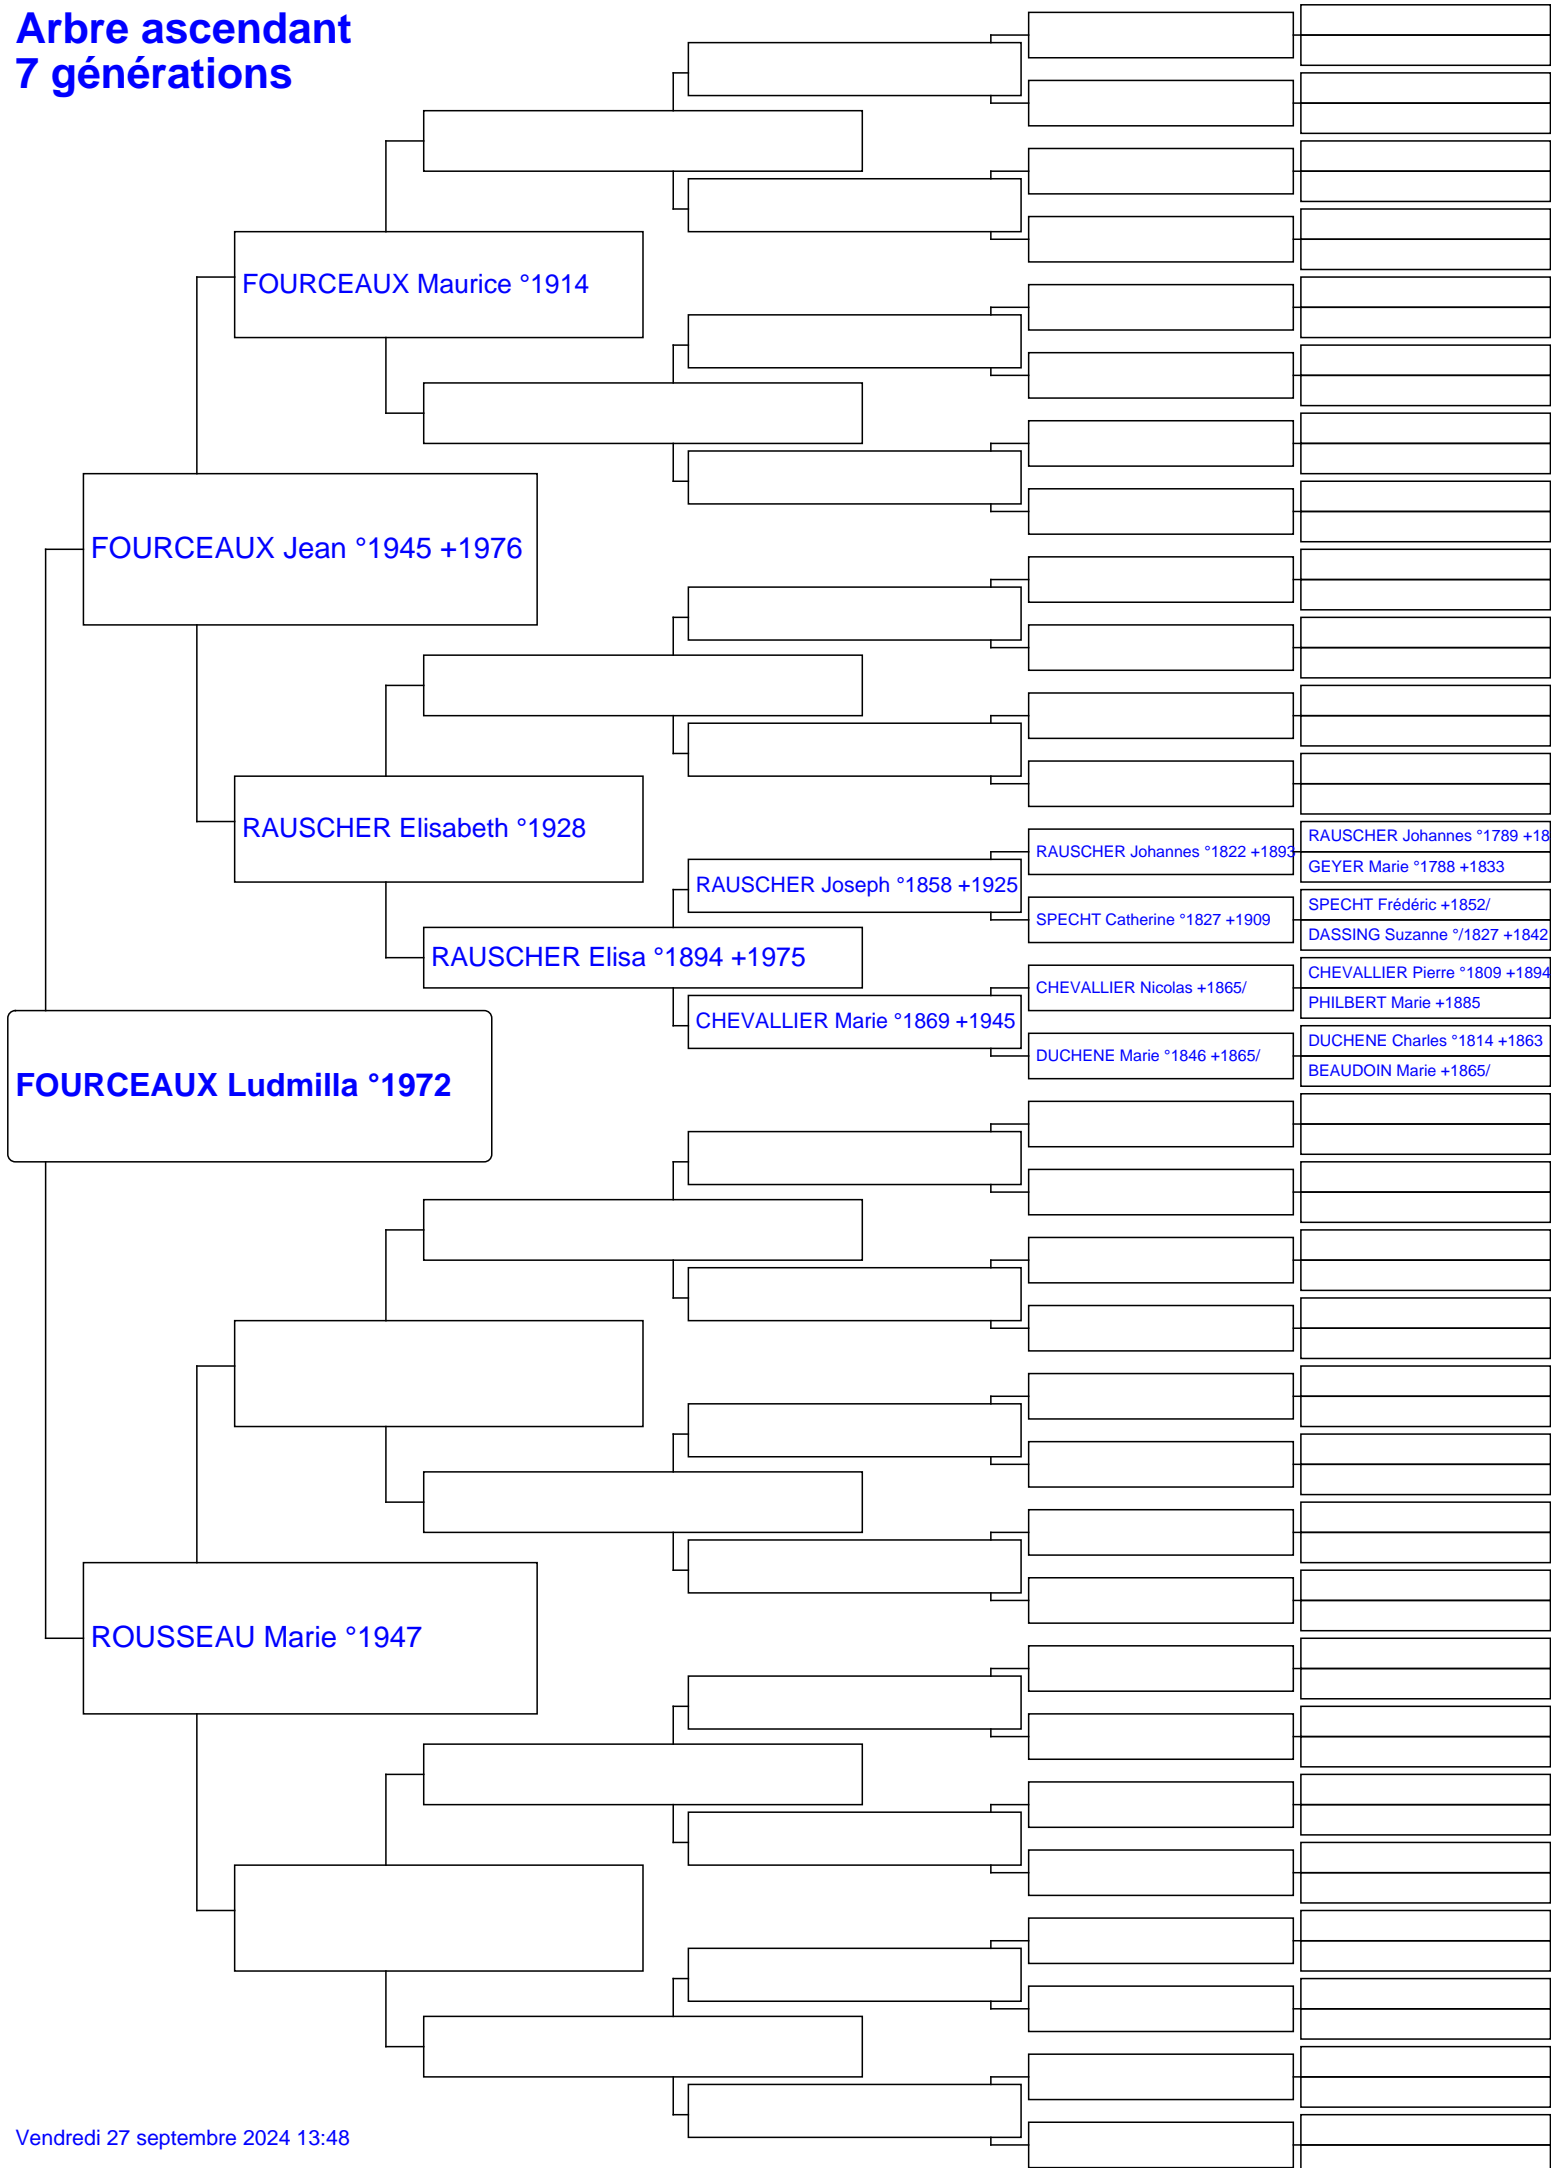 Arbre ascendant
7 générations
FOURCEAUX Maurice °1914
FOURCEAUX Jean °1945 +1976
RAUSCHER Elisabeth °1928
RAUSCHER Johannes °1789 +18
RAUSCHER Johannes °1822 +1893
GEYER Marie °1788 +1833
RAUSCHER Joseph °1858 +1925
SPECHT Frédéric +1852/
SPECHT Catherine °1827 +1909
DASSING Suzanne °/1827 +1842
RAUSCHER Elisa °1894 +1975
CHEVALLIER Pierre °1809 +1894
CHEVALLIER Nicolas +1865/
PHILBERT Marie +1885
CHEVALLIER Marie °1869 +1945
DUCHENE Charles °1814 +1863
DUCHENE Marie °1846 +1865/
BEAUDOIN Marie +1865/
FOURCEAUX Ludmilla °1972
ROUSSEAU Marie °1947
Vendredi 27 septembre 2024 13:48